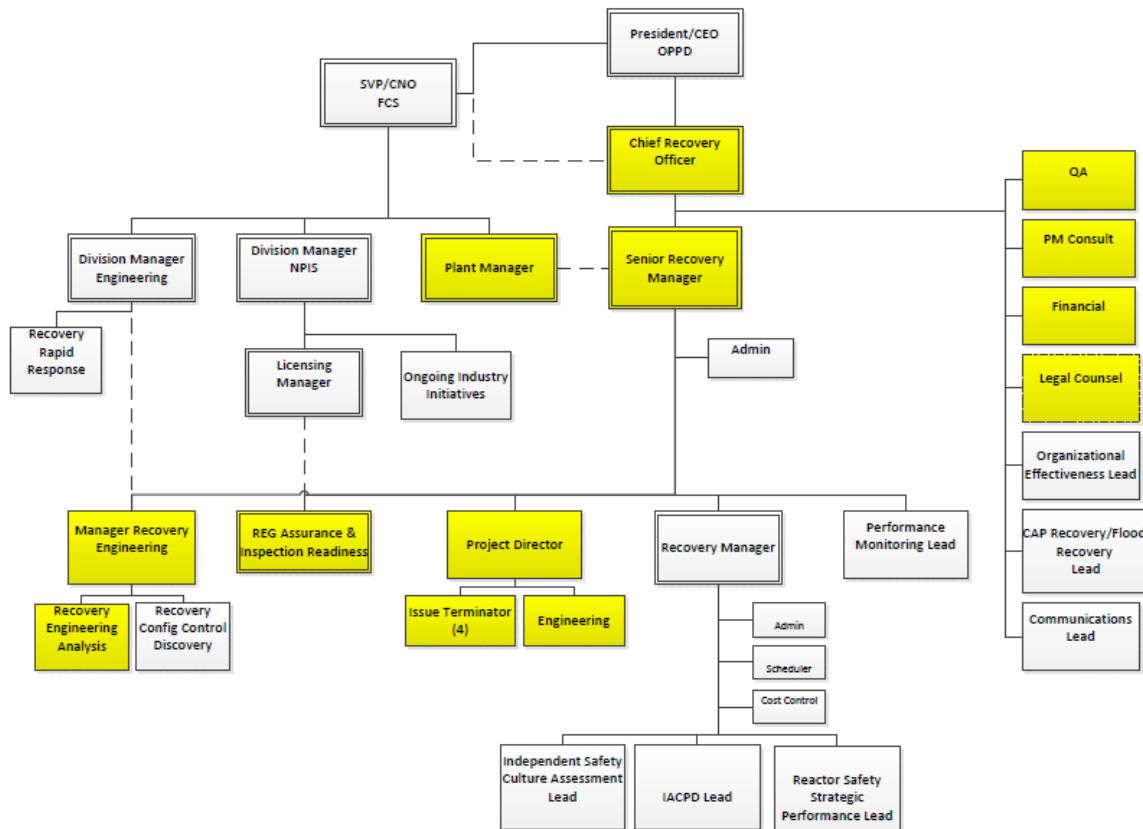 President/CEO
OPPD
SVP/CNO
FCS
Chief Recovery
Officer
QA
PM Consult
Division Manager
Engineering
Division Manager
NPIS
Plant Manager
Senior Recovery
Manager
Financial
Recovery
Rapid
Response
Licensing
Manager
Ongoing Industry
Initiatives
Admin
Legal Counsel
Organizational
Effectiveness Lead
Manager Recovery
Engineering
REG Assurance &
Inspection Readiness
Project Director
Recovery Manager
Performance
Monitoring Lead
CAP Recovery/Flood
Recovery
Lead
Recovery
Engineering
Analysis
Recovery
Config Control
Discovery
Issue Terminator
(4)
Engineering
Admin
Scheduler
Cost Control
Communications
Lead
Independent Safety
Culture Assessment
Lead
IACPD Lead
Reactor Safety
Strategic
Performance Lead